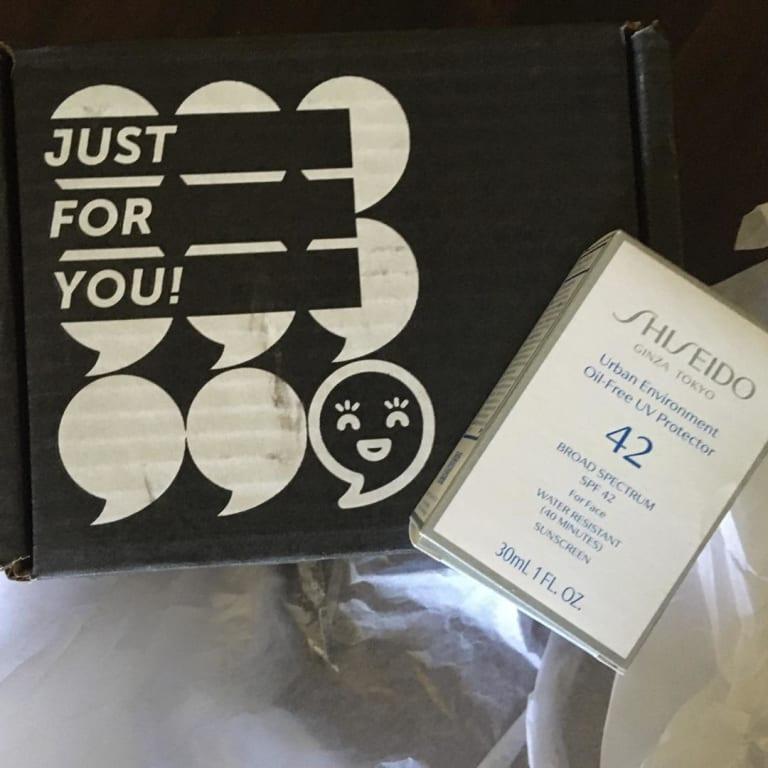 JUST
FOR
YOU!
SHISEIDO
GINZA TOKYO
Urban Environment
Oil-Free UV Protector
42
BROAD SPECTRUM
SPF 42
For Face
WATER RESISTANT
(40 MINUTES)
SUNSCREEN
30mL 1 FL. OZ.